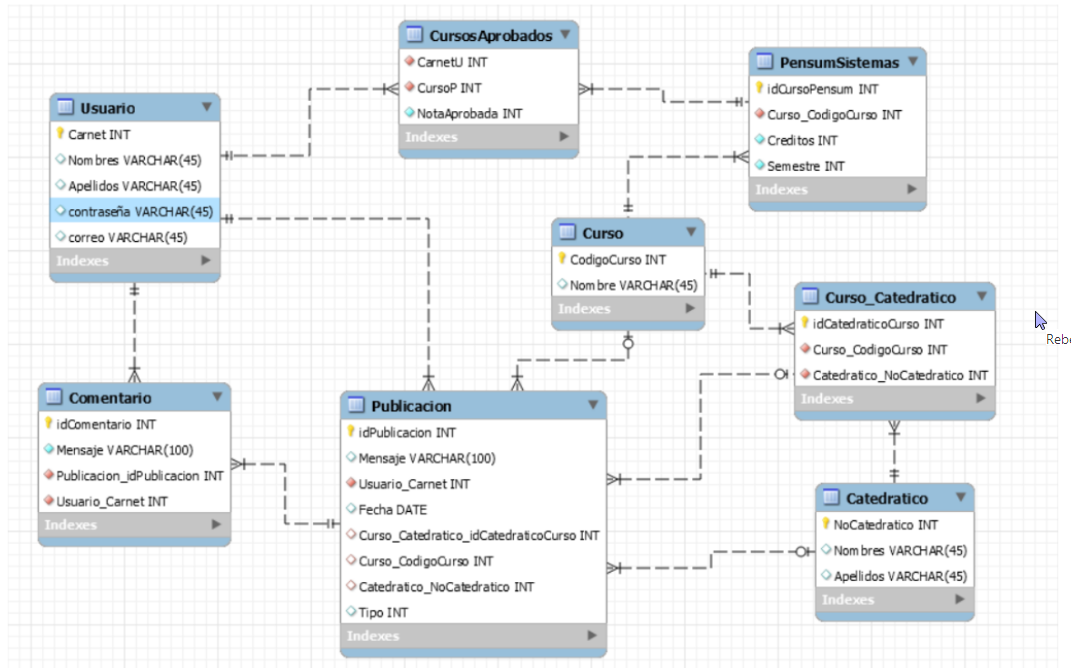 CursosAprobados
CarnetU INT
CursoP INT
NotaAprobada INT
Indexes
PensumSistemas
idCursoPensum INT
Curso_CodigoCurso INT
Creditos INT
Semestre INT
Indexes
Usuario
Carnet INT
Nombres VARCHAR(45)
Apellidos VARCHAR(45)
contraseña VARCHAR(45)
correo VARCHAR(45)
Indexes
Curso
CodigoCurso INT
Nombre VARCHAR(45)
Indexes
Curso_Catedratico
idCatedraticoCurso INT
Curso_CodigoCurso INT
Catedratico_NoCatedratico INT
Indexes
Comentario
idComentario INT
Mensaje VARCHAR(100)
Publicacion_idPublicacion INT
Usuario_Carnet INT
Indexes
Publicacion
idPublicacion INT
Mensaje VARCHAR(100)
Usuario_Carnet INT
Fecha DATE
Curso_Catedratico_idCatedraticoCurso INT
Curso_CodigoCurso INT
Catedratico_NoCatedratico INT
Tipo INT
Indexes
Catedratico
NoCatedratico INT
Nombres VARCHAR(45)
Apellidos VARCHAR(45)
Indexes